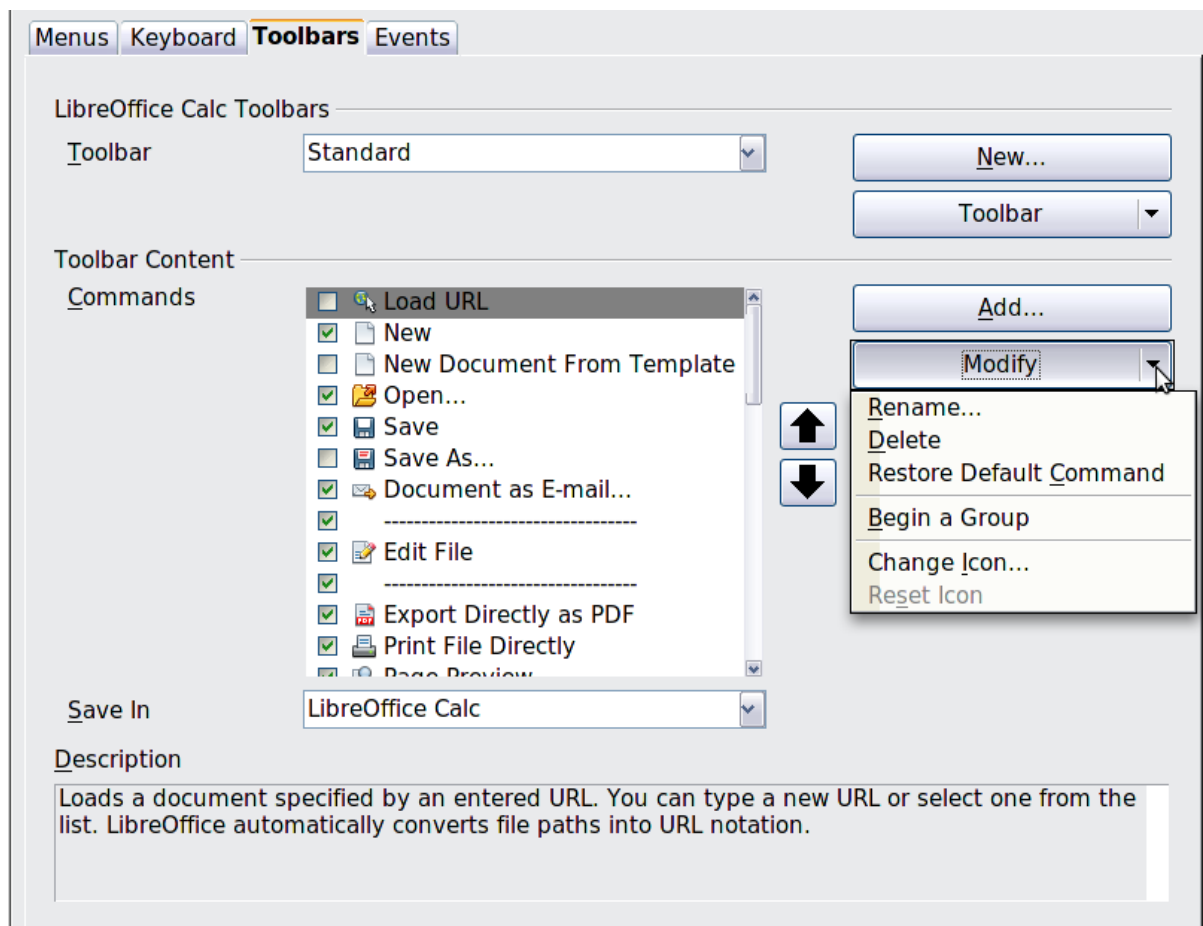 Menus Keyboard Toolbars Events
LibreOffice Calc Toolbars
Toolbar Standard New...
Toolbar
Toolbar Content
Commands Load URL Add...
New
New Document From Template Modify
Open... Rename...
Save Delete
Save As... Restore Default Command
Document as E-mail...
---------------------------------- Begin a Group
Edit File Change Icon...
---------------------------------- Reset Icon
Export Directly as PDF
Print File Directly
Page Preview
Save In LibreOffice Calc
Description
Loads a document specified by an entered URL. You can type a new URL or select one from the
list. LibreOffice automatically converts file paths into URL notation.